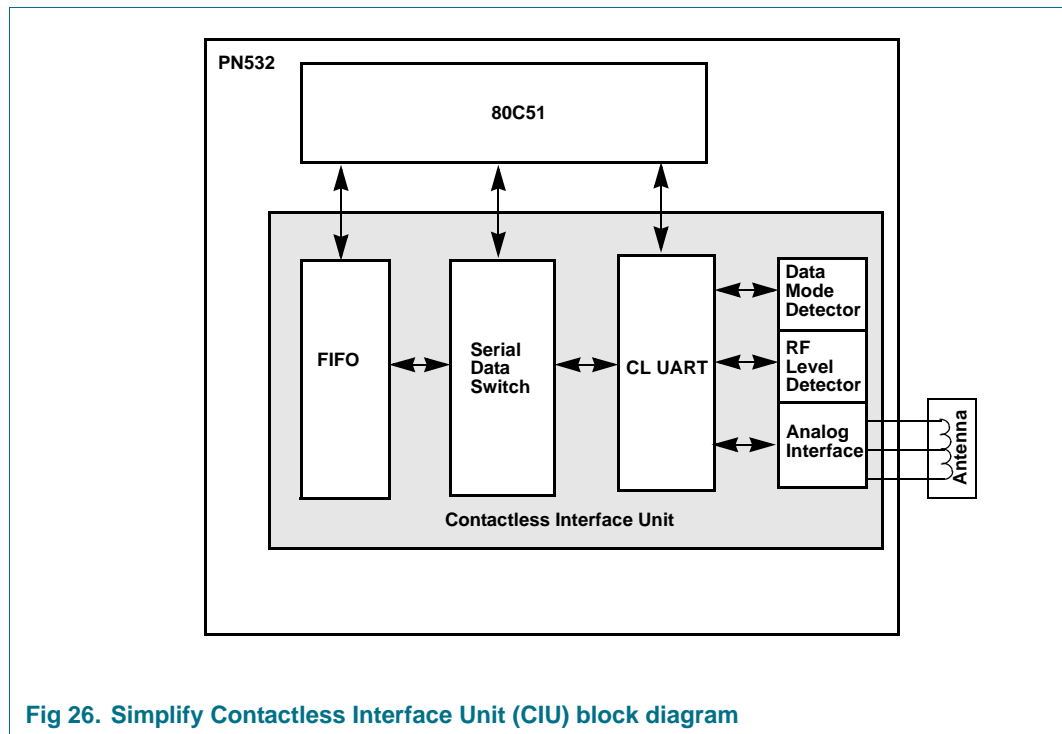 PN532
80C51
FIFO
Serial
Data
Switch
CL UART
Data
Mode
Detector
RF
Level
Detector
Analog
Interface
Antenna
Contactless Interface Unit
Fig 26. Simplify Contactless Interface Unit (CIU) block diagram